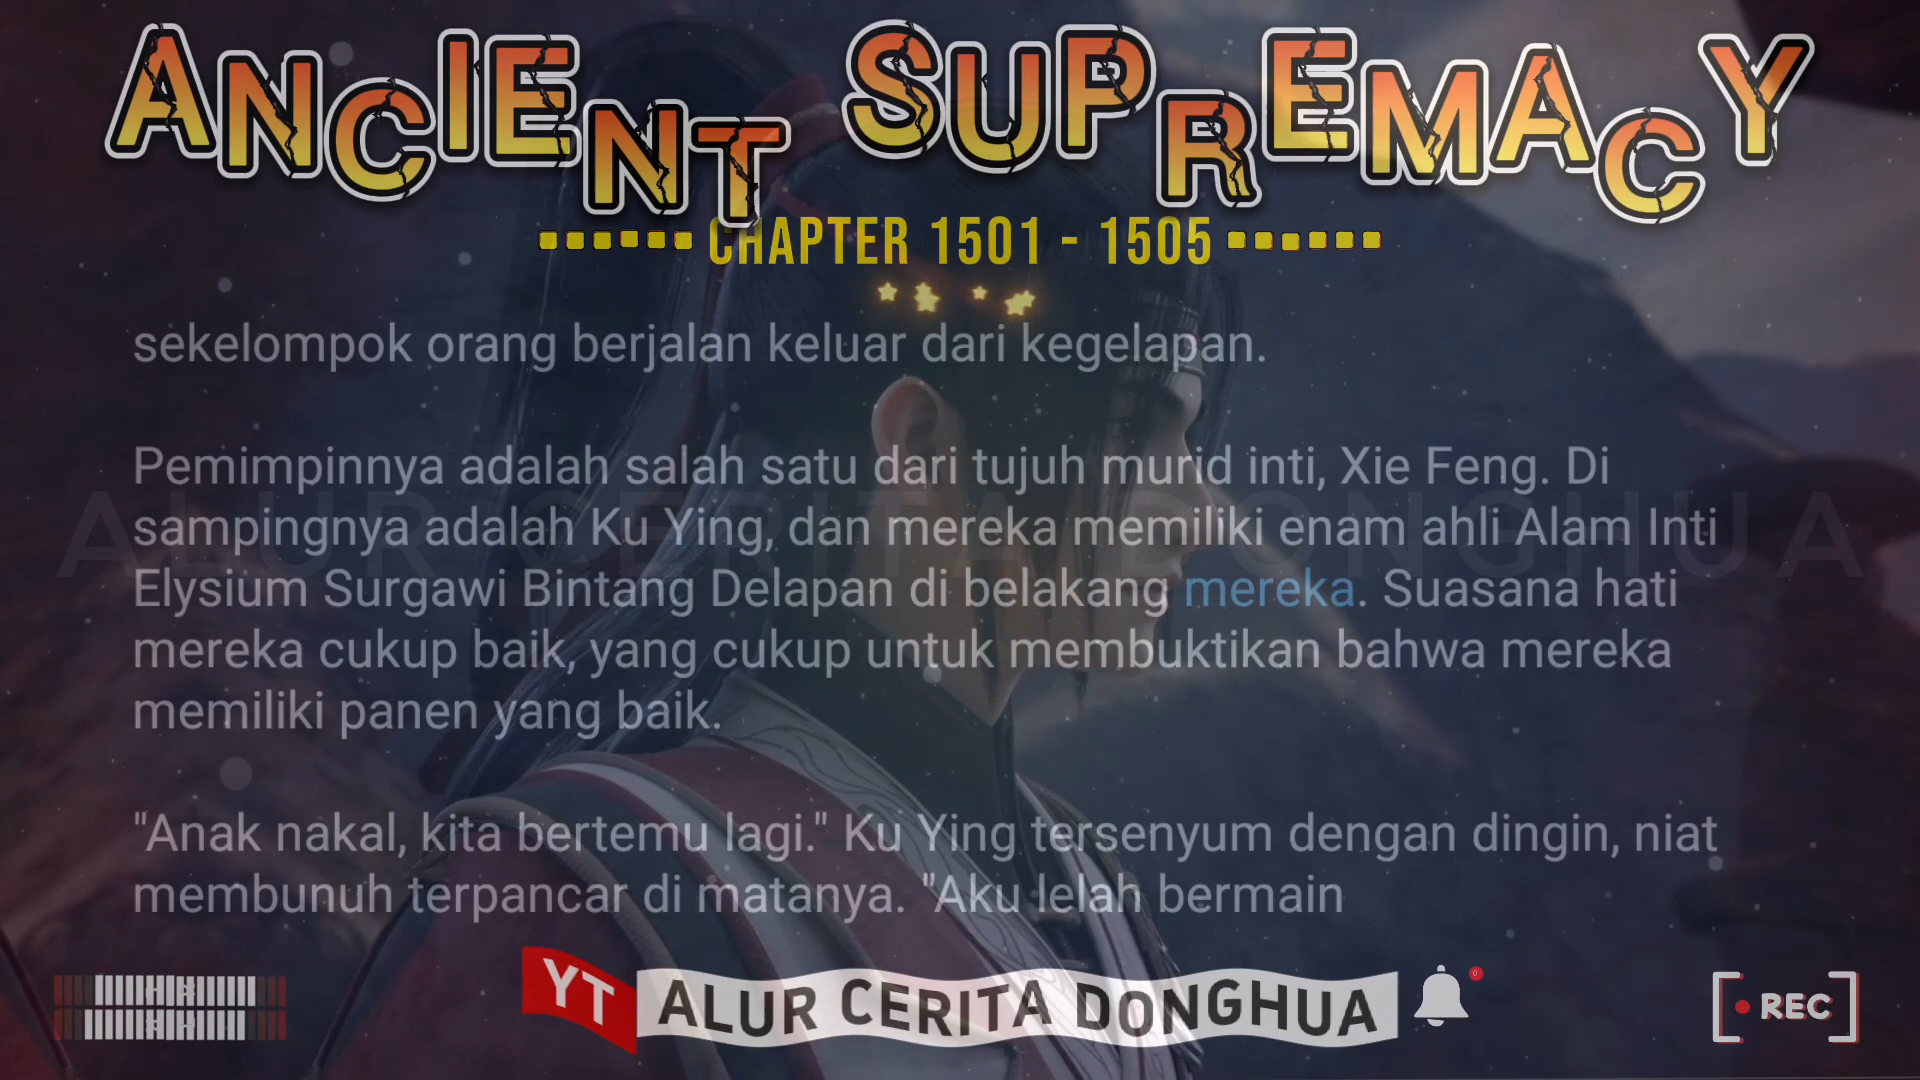 ANCIENT SUPREMACY
CHAPTER 1501 - 1505
sekelompok orang berjalan keluar dari kegelapan.
Pemimpinnya adalah salah satu dari tujuh murid inti, Xie Feng. Di
sampingnya adalah Ku Ying, dan mereka memiliki enam ahli Alam Inti
ALUR CERITA DONGHUA
Elysium Surgawi Bintang Delapan di belakang mereka. Suasana hati
mereka cukup baik, yang cukup untuk membuktikan bahwa mereka
memiliki panen yang baik.
"Anak nakal, kita bertemu lagi." Ku Ying tersenyum dengan dingin, niat
membunuh terpancar di matanya. "Aku lelah bermain
YT ALUR CERITA DONGHUA
0
REC